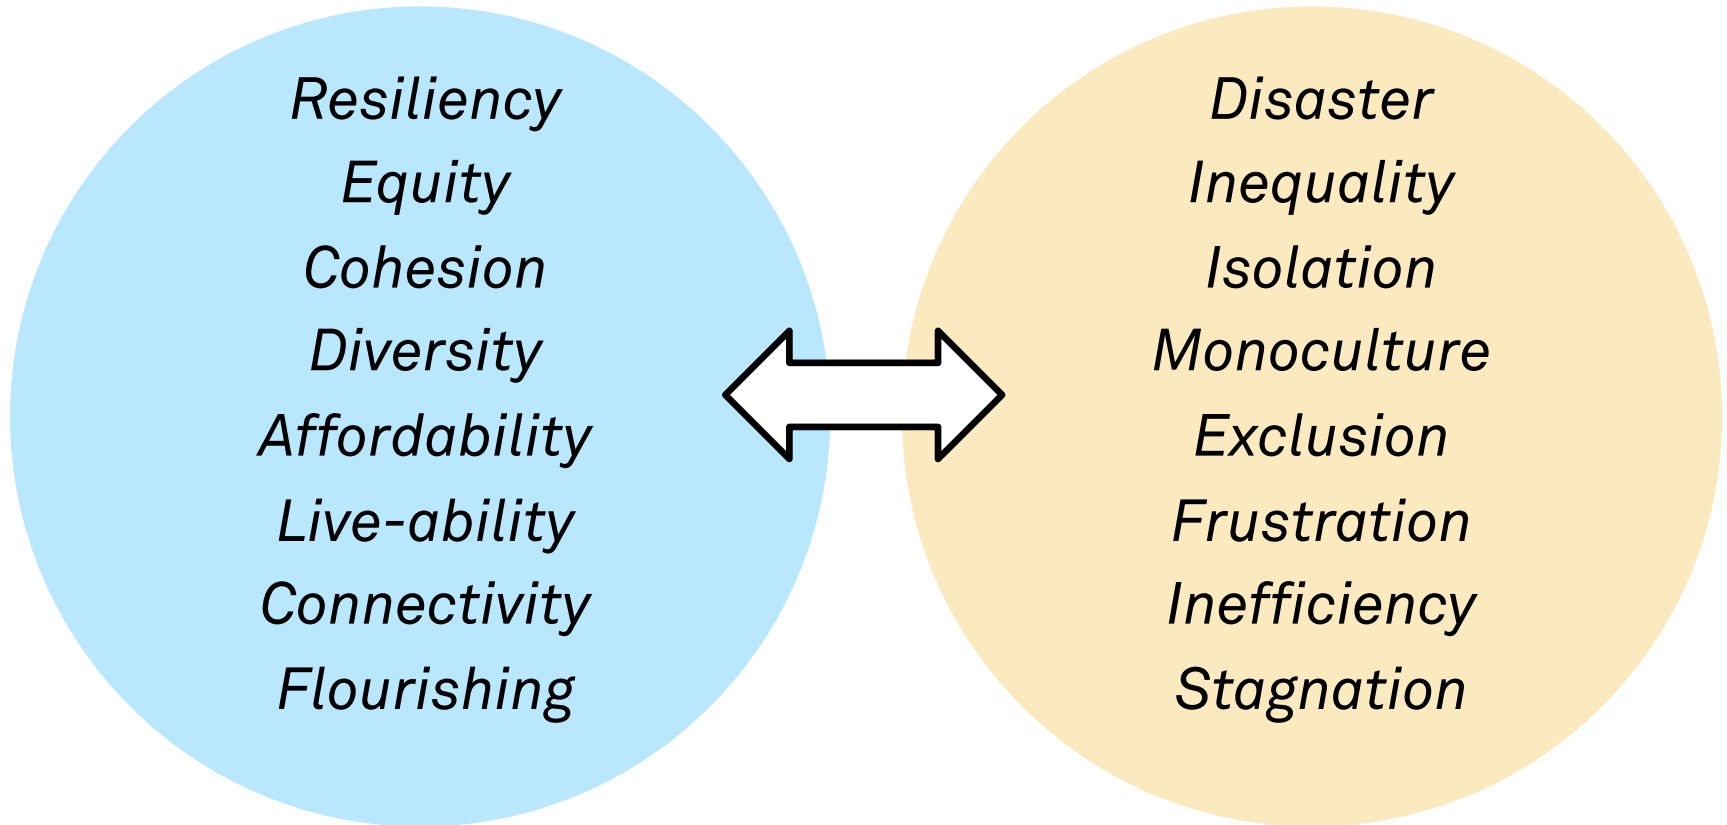 Resiliency
Equity
Cohesion
Diversity
Affordability
Live-ability
Connectivity
Flourishing
Disaster
Inequality
Isolation
Monoculture
Exclusion
Frustration
Inefficiency
Stagnation